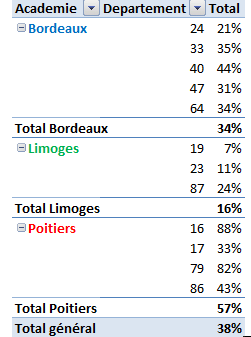 Academie Departement Total
Bordeaux 24 21%
33 35%
40 44%
47 31%
64 34%
Total Bordeaux 34%
Limoges 19 7%
23 11%
87 24%
Total Limoges 16%
Poitiers 16 88%
17 33%
79 82%
86 43%
Total Poitiers 57%
Total général 38%